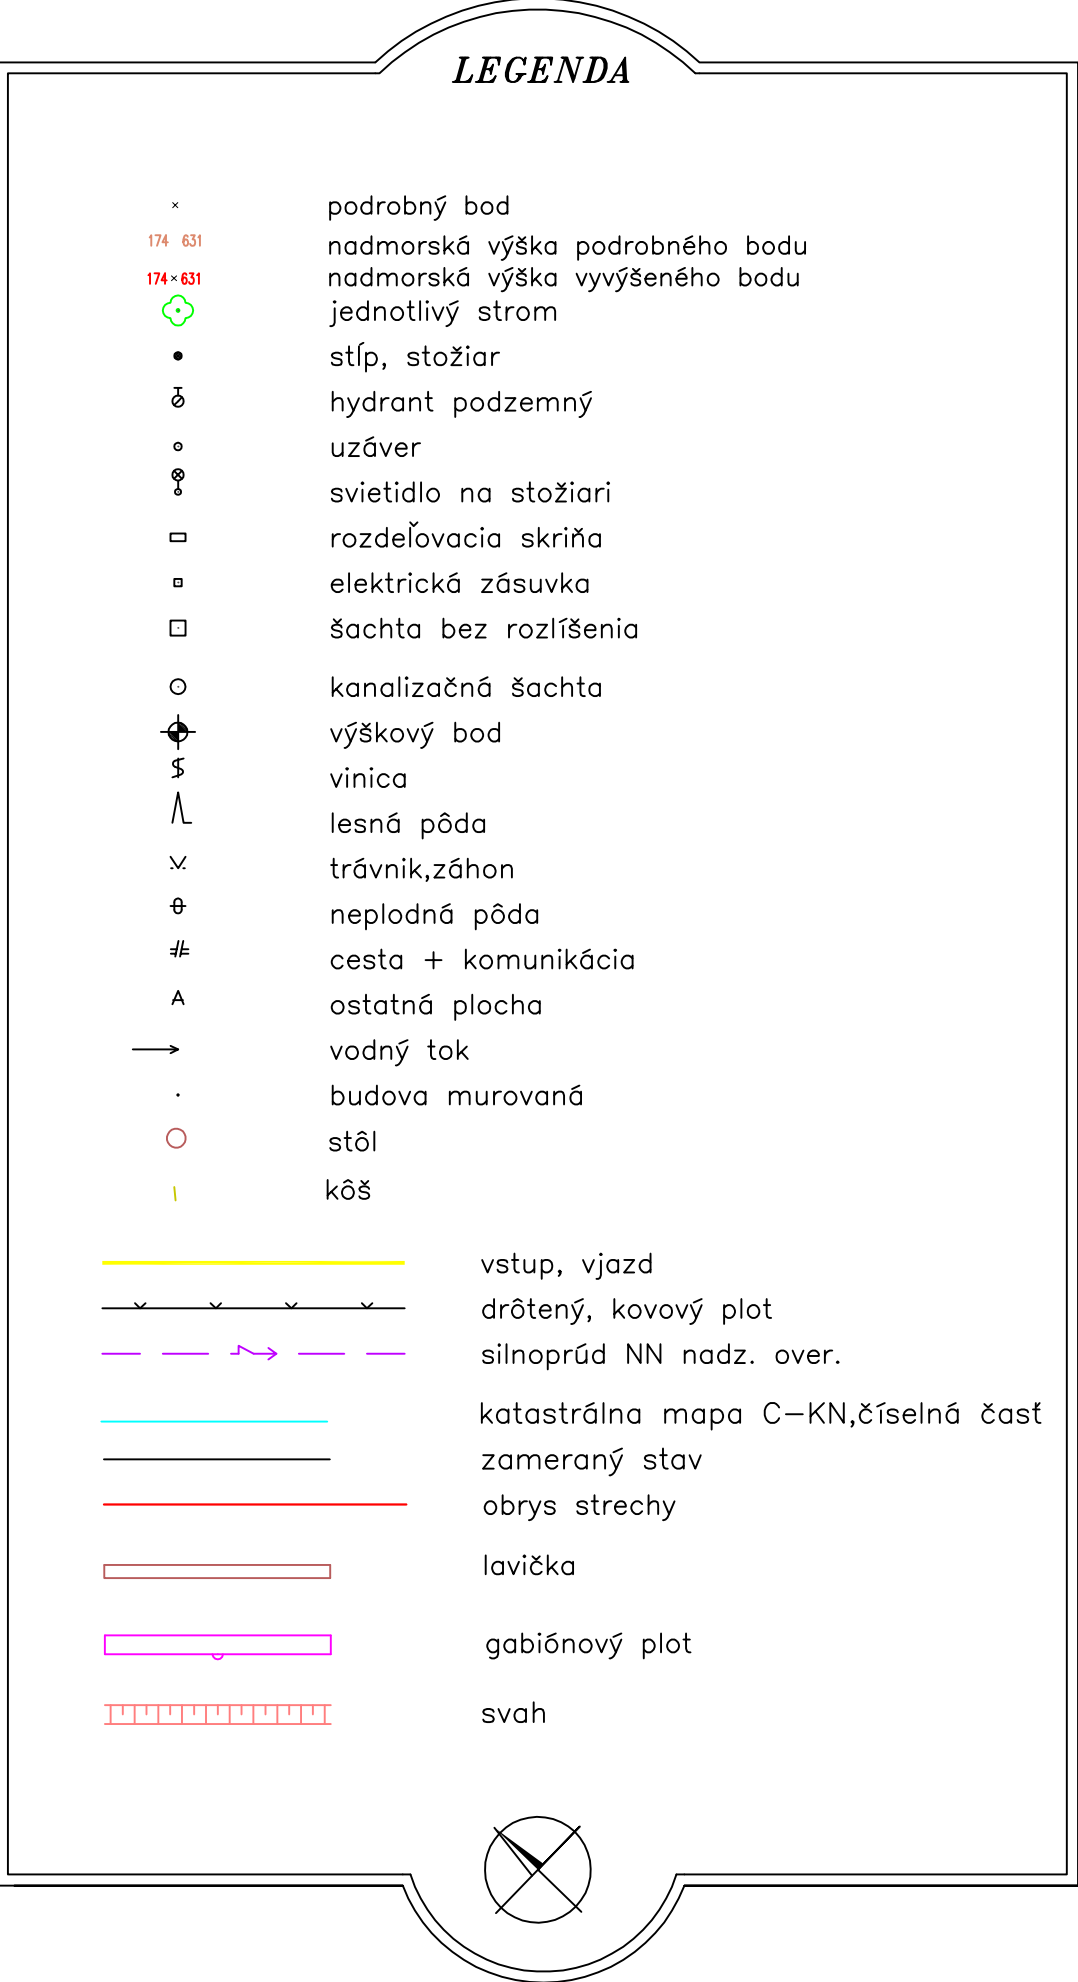 LEGENDA
podrobný bod
174 631 nadmorská výška podrobného bodu
174×631 nadmorská výška vyvýšeného bodu
jednotlivý strom
stĺp, stožiar
hydrant podzemný
uzáver
svietidlo na stožiari
rozdeľovacia skriňa
elektrická zásuvka
šachta bez rozlíšenia
kanalizačná šachta
výškový bod
vinica
lesná pôda
trávnik,záhon
neplodná pôda
cesta + komunikácia
ostatná plocha
vodný tok
budova murovaná
stôl
kôš
vstup, vjazd
drôtený, kovový plot
silnoprúd NN nadz. over.
katastrálna mapa C-KN,číselná časť
zameraný stav
obrys strechy
lavička
gabiónový plot
svah